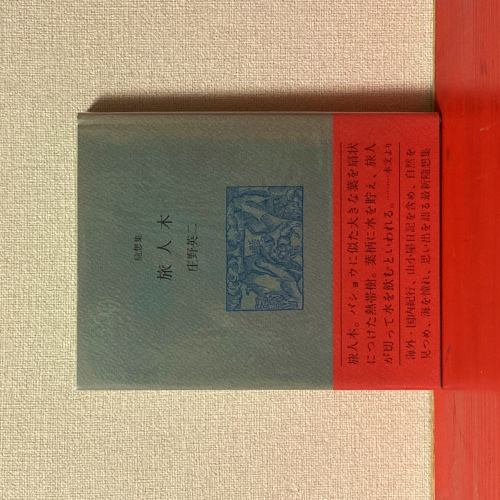 随想集
旅人木
庄野英二
旅人木。バショウに似た大きな葉を扇状
につけた熱帯樹。葉柄に水を貯え、旅人
が切って水を飲むといわれる。………本文より
海外・国内紀行、山小屋日記を含め、自然を
見つめ、海を憧れ、思い出を語る最新随想集